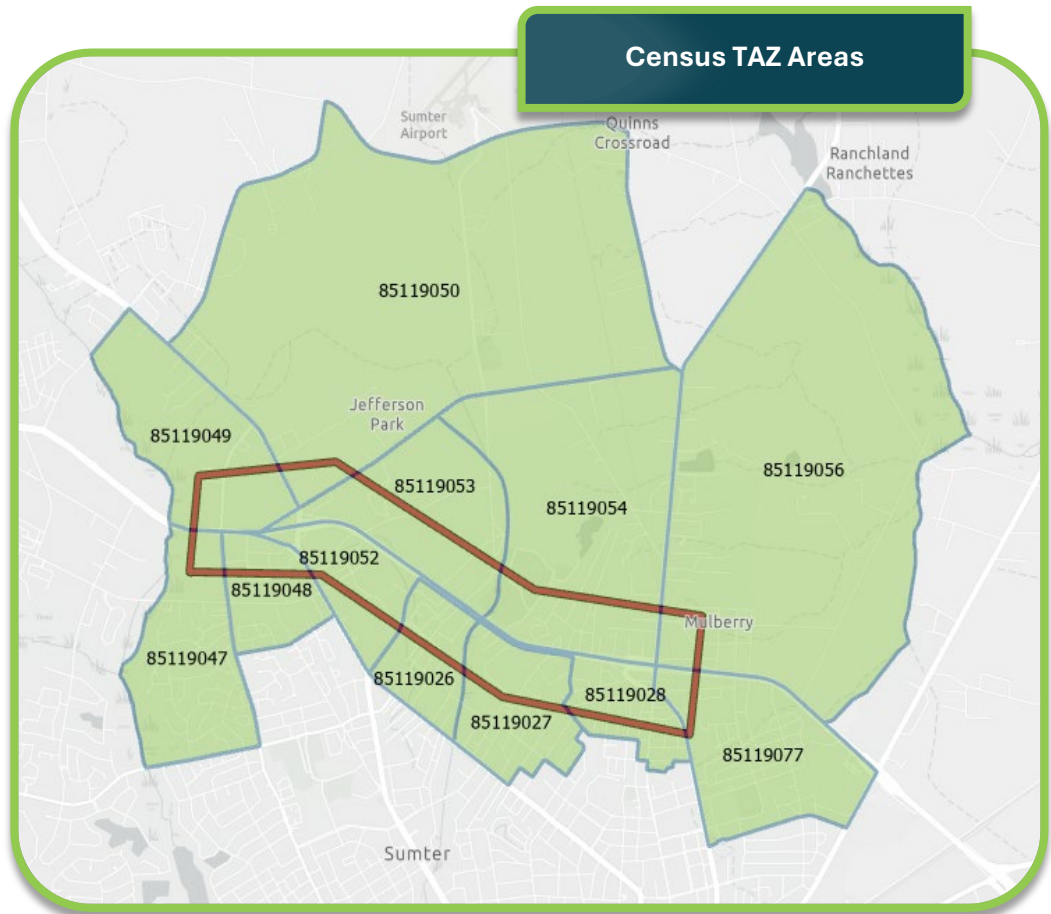 Census TAZ Areas
Sumter
Airport
Quinns
Crossroad
Ranchland
Ranchettes
85119050
Jefferson
Park
85119049
85119053
85119056
85119054
85119052
85119048
Mulberry
85119047
85119026
85119028
85119027
85119077
Sumter